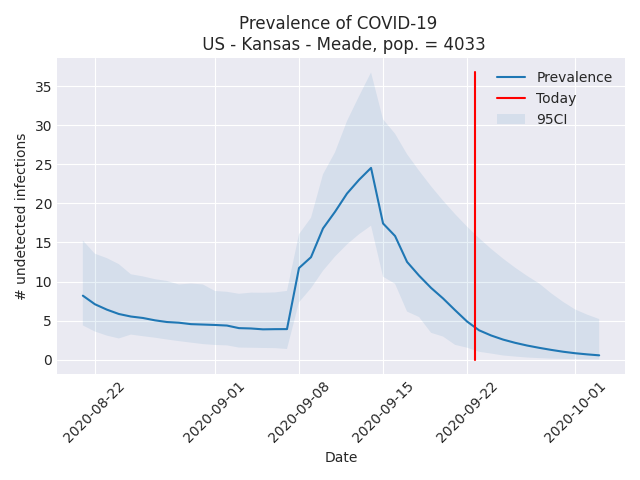 Prevalence of COVID-19
US - Kansas - Meade, pop. = 4033
Prevalence
Today
95CI
35
30
25
20
15
10
5
0
# undetected infections
2020-08-22
2020-09-01
2020-09-08
2020-09-15
2020-09-22
2020-10-01
Date